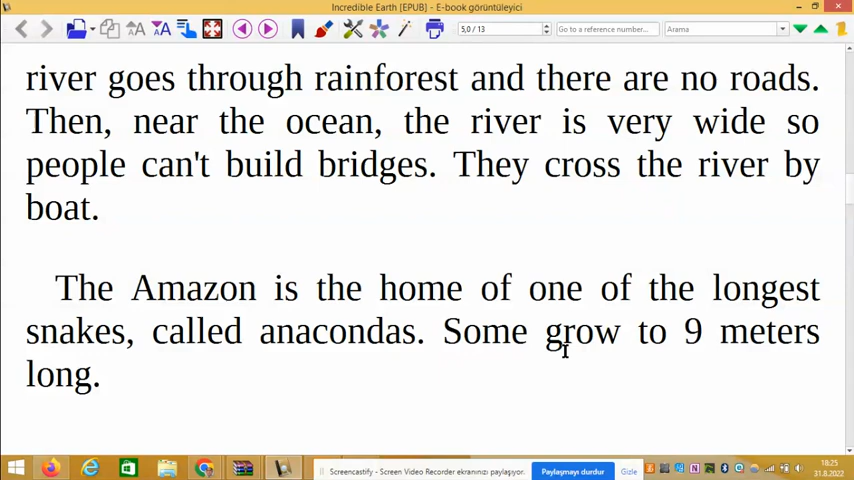 Incredible Earth [EPUB] - E-book görüntüleyici
5,0 / 13
Go to a reference number...
Arama
river goes through rainforest and there are no roads.
Then, near the ocean, the river is very wide so
people can't build bridges. They cross the river by
boat.
The Amazon is the home of one of the longest
snakes, called anacondas. Some grow to 9 meters
long.
Screencastify - Screen Video Recorder ekranınızı paylaşıyor.
Paylaşmayı durdur
Gizle
18:25
31.8.2022